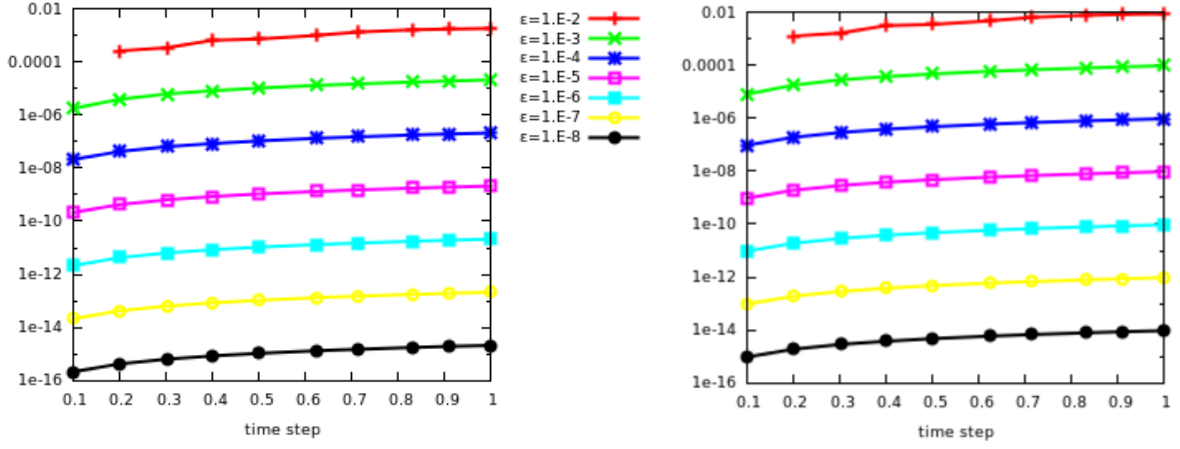 0.01
0.0001
1e-06
1e-08
1e-10
1e-12
1e-14
1e-16
0.1 0.2 0.3 0.4 0.5 0.6 0.7 0.8 0.9 1
time step
ε=1.E-2
ε=1.E-3
ε=1.E-4
ε=1.E-5
ε=1.E-6
ε=1.E-7
ε=1.E-8
0.01
0.0001
1e-06
1e-08
1e-10
1e-12
1e-14
1e-16
0.1 0.2 0.3 0.4 0.5 0.6 0.7 0.8 0.9 1
time step